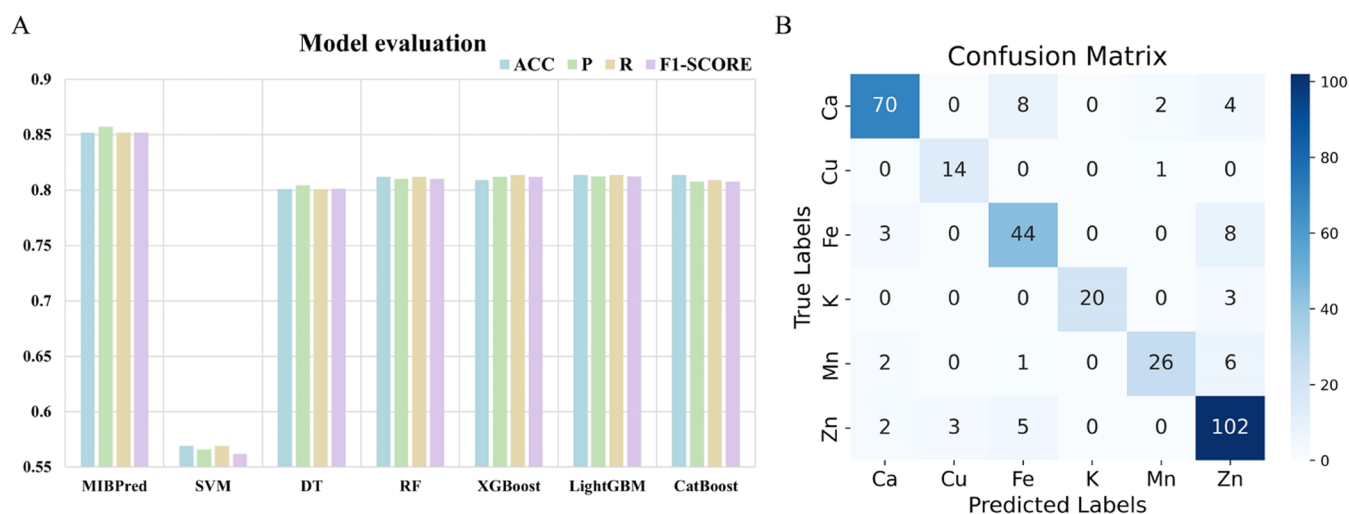 A
Model evaluation
ACC P R F1-SCORE
0.9
0.85
0.8
0.75
0.7
0.65
0.6
0.55
MIBPred SVM DT RF XGBoost LightGBM CatBoost
B
Confusion Matrix
True Labels
Ca 70 0 8 0 2 4
Cu 0 14 0 0 1 0
Fe 3 0 44 0 0 8
K 0 0 0 20 0 3
Mn 2 0 1 0 26 6
Zn 2 3 5 0 0 102
Ca Cu Fe K Mn Zn
Predicted Labels
100
80
60
40
20
0